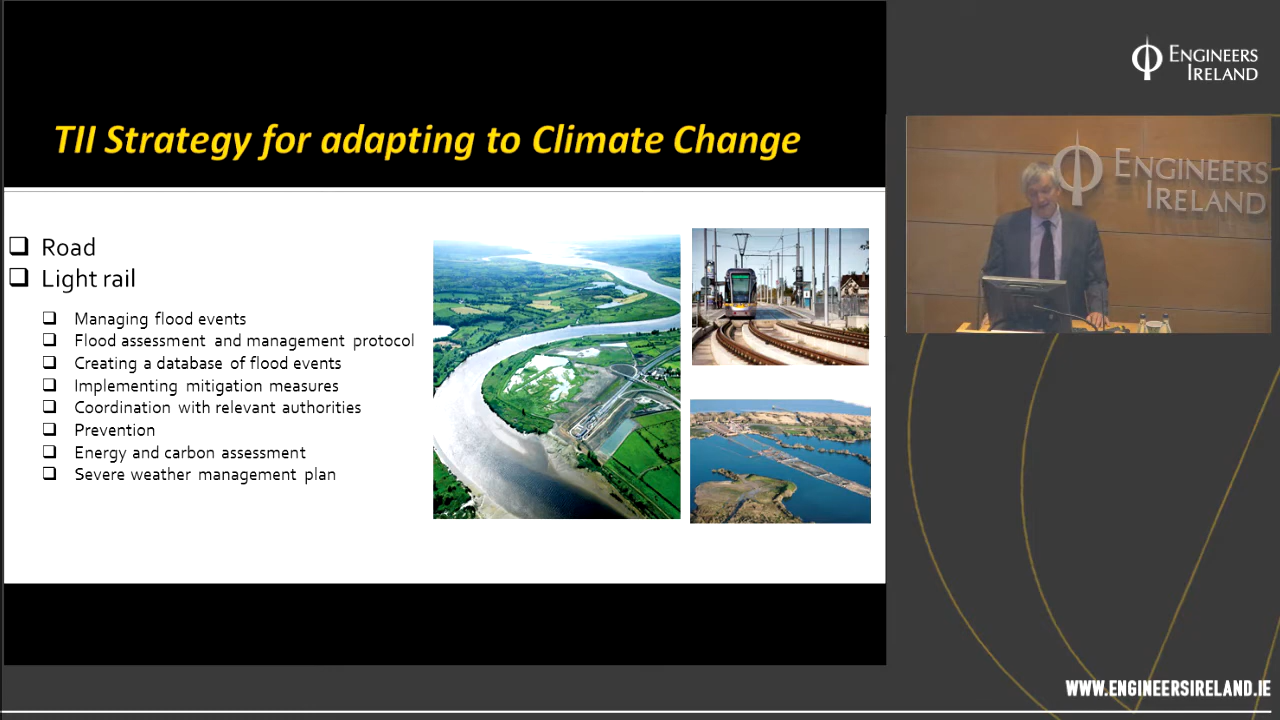 TII Strategy for adapting to Climate Change
Road
Light rail
Managing flood events
Flood assessment and management protocol
Creating a database of flood events
Implementing mitigation measures
Coordination with relevant authorities
Prevention
Energy and carbon assessment
Severe weather management plan
ENGINEERS
IRELAND
ENGINEERS
IRELAND
WWW.ENGINEERSIRELAND.IE